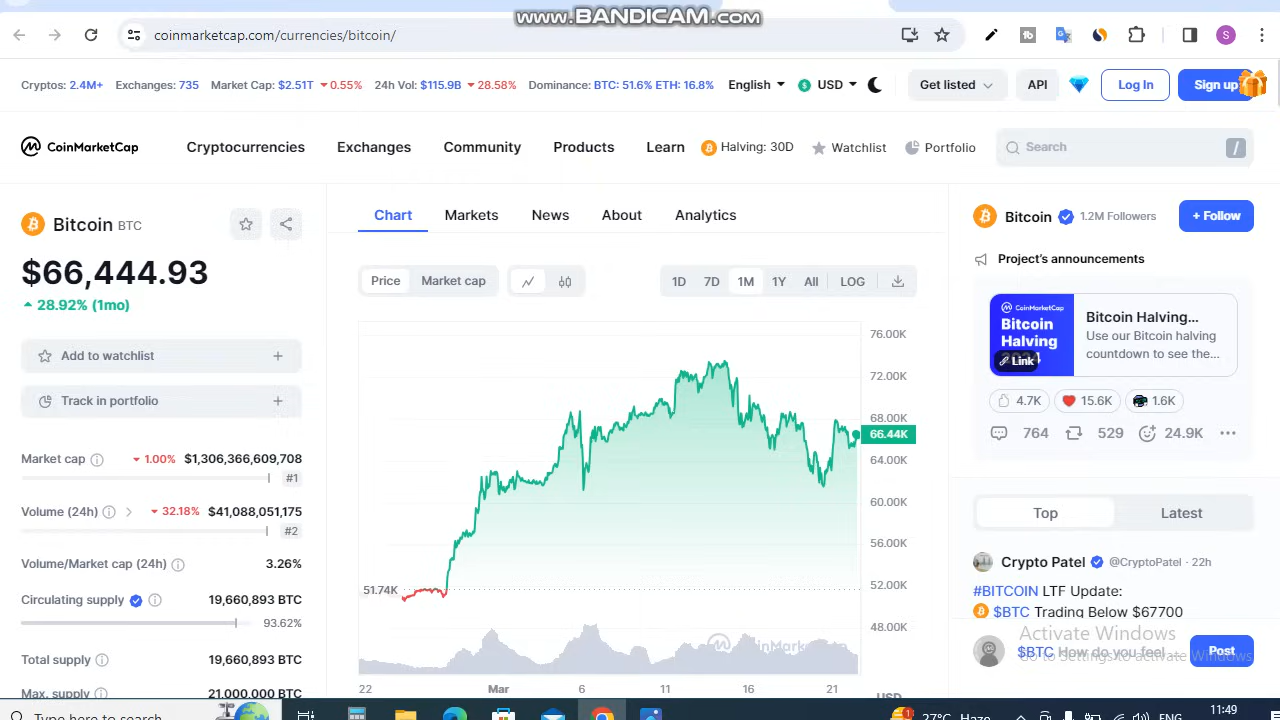 www.BANDICAM.com
coinmarketcap.com/currencies/bitcoin/
S
Cryptos: 2.4M+ Exchanges: 735 Market Cap: $2.51T 0.55% 24h Vol: $115.9B 28.58% Dominance: BTC: 51.6% ETH: 16.8% English USD Get listed API Log In Sign up
CoinMarketCap Cryptocurrencies Exchanges Community Products Learn Halving: 30D Watchlist Portfolio Search /
Bitcoin BTC
$66,444.93
28.92% (1mo)
Add to watchlist +
Track in portfolio +
Market cap 1.00% $1,306,366,609,708
#1
Volume (24h) 32.18% $41,088,051,175
#2
Volume/Market cap (24h) 3.26%
Circulating supply 19,660,893 BTC
93.62%
Total supply 19,660,893 BTC
Max. supply 21,000,000 BTC
Chart Markets News About Analytics
Price Market cap 1D 7D 1M 1Y All LOG
76.00K
72.00K
68.00K
66.44K
64.00K
60.00K
56.00K
52.00K
48.00K
51.74K
CoinMarketCap
22 Mar 6 11 16 21 USD
Bitcoin 1.2M Followers + Follow
Project's announcements
CoinMarketCap
Bitcoin
Halving
Link
Bitcoin Halving...
Use our Bitcoin halving
countdown to see the...
4.7K 15.6K 1.6K
764 529 24.9K
Top Latest
Crypto Patel @CryptoPatel · 22h
#BITCOIN LTF Update:
$BTC Trading Below $67700
$BTC How do you feel Post
Activate Windows
Go to Settings to activate Windows.
Type here to search
1
27°C Haze
ENG
11:49